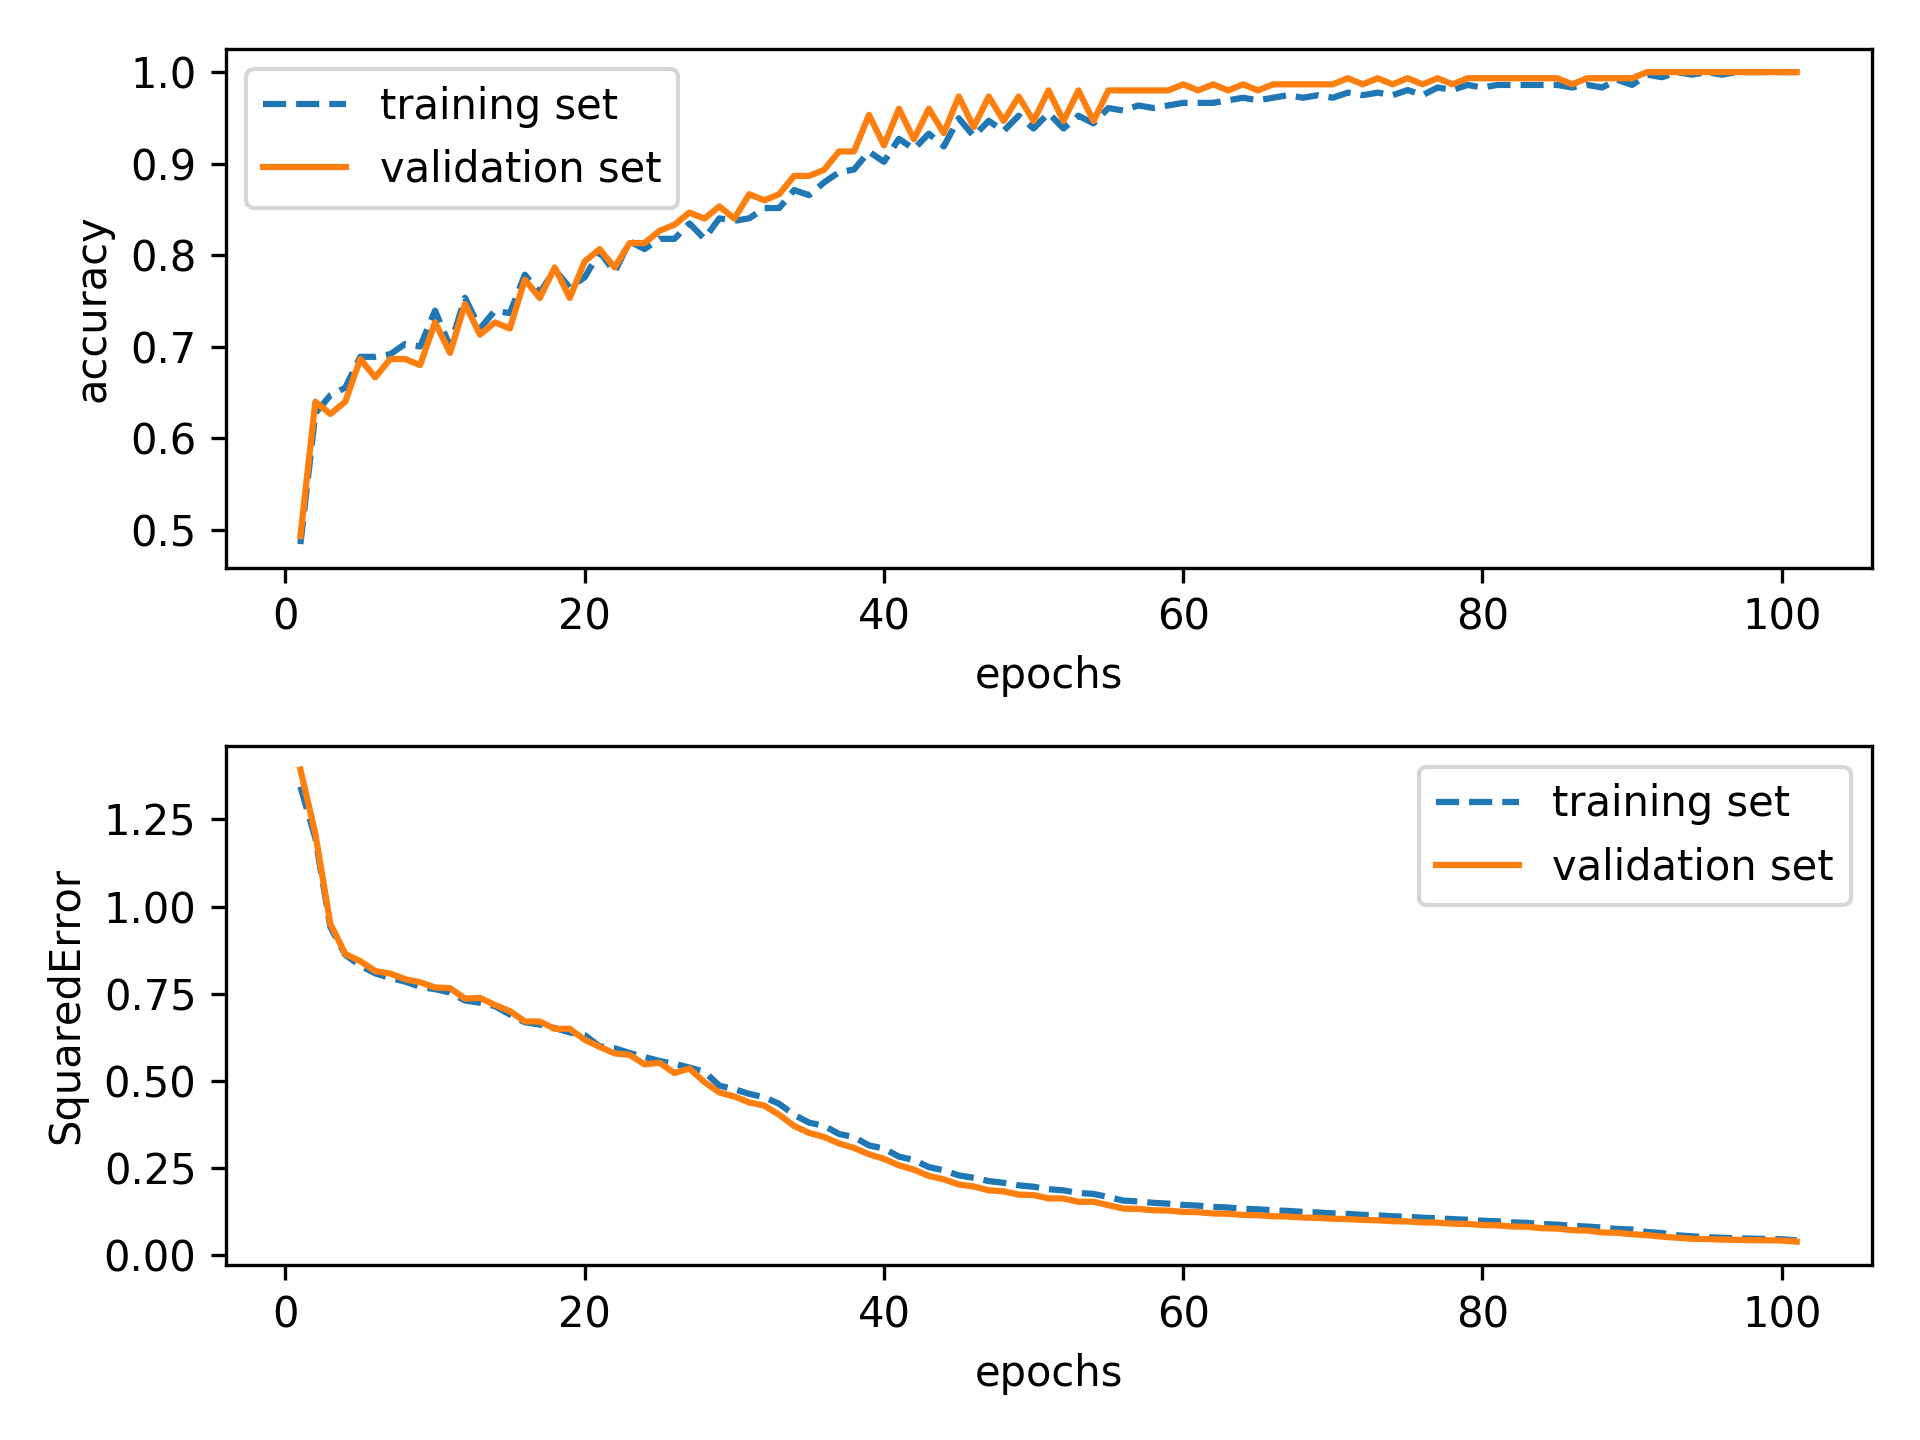 1.0
0.9
0.8
0.7
0.6
0.5
accuracy
training set
validation set
0 20 40 60 80 100
epochs
1.25
1.00
0.75
0.50
0.25
0.00
SquaredError
training set
validation set
0 20 40 60 80 100
epochs